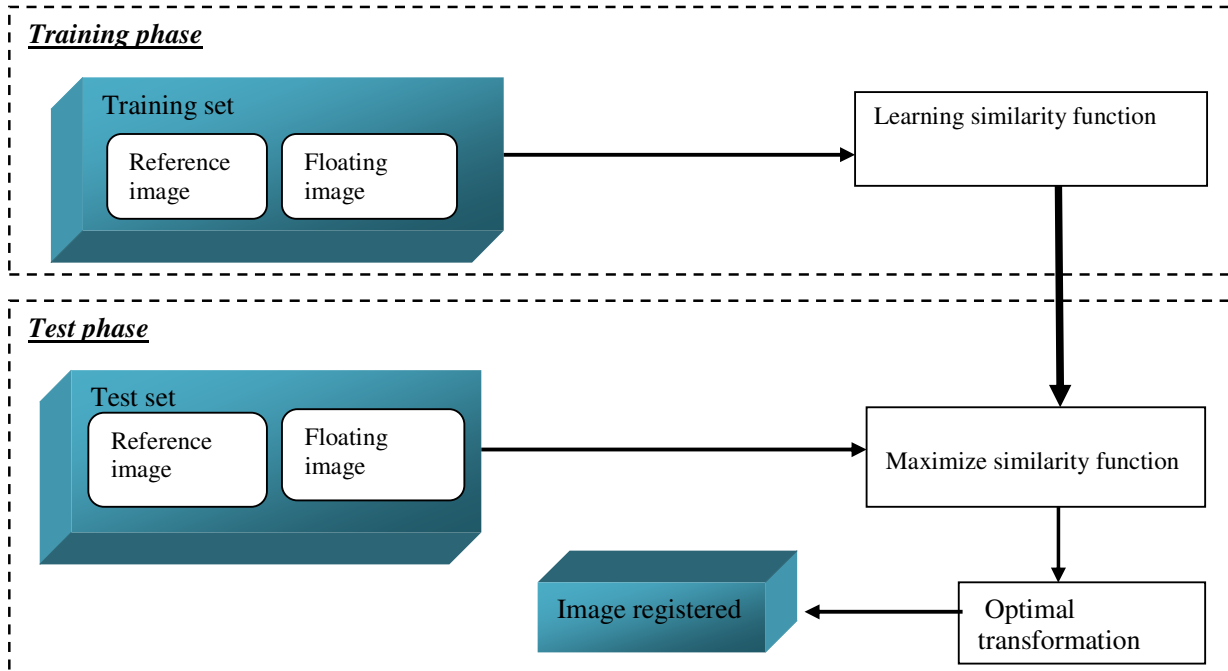 Training phase
Training set
Reference
image
Floating
image
Learning similarity function
Test phase
Test set
Reference
image
Floating
image
Maximize similarity function
Image registered
Optimal
transformation